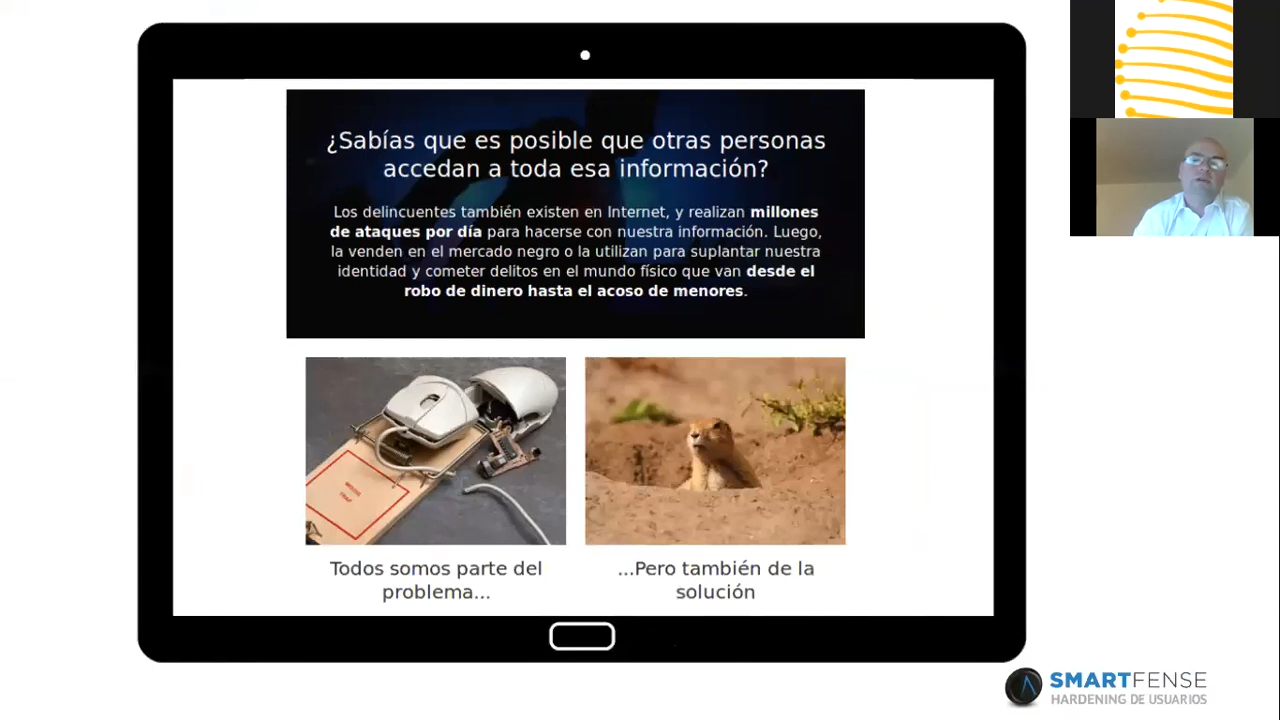 ¿Sabías que es posible que otras personas
accedan a toda esa información?
Los delincuentes también existen en Internet, y realizan millones
de ataques por día para hacerse con nuestra información. Luego,
la venden en el mercado negro o la utilizan para suplantar nuestra
identidad y cometer delitos en el mundo físico que van desde el
robo de dinero hasta el acoso de menores.
Todos somos parte del
problema...
...Pero también de la
solución
SMARTFENSE
HARDENING DE USUARIOS